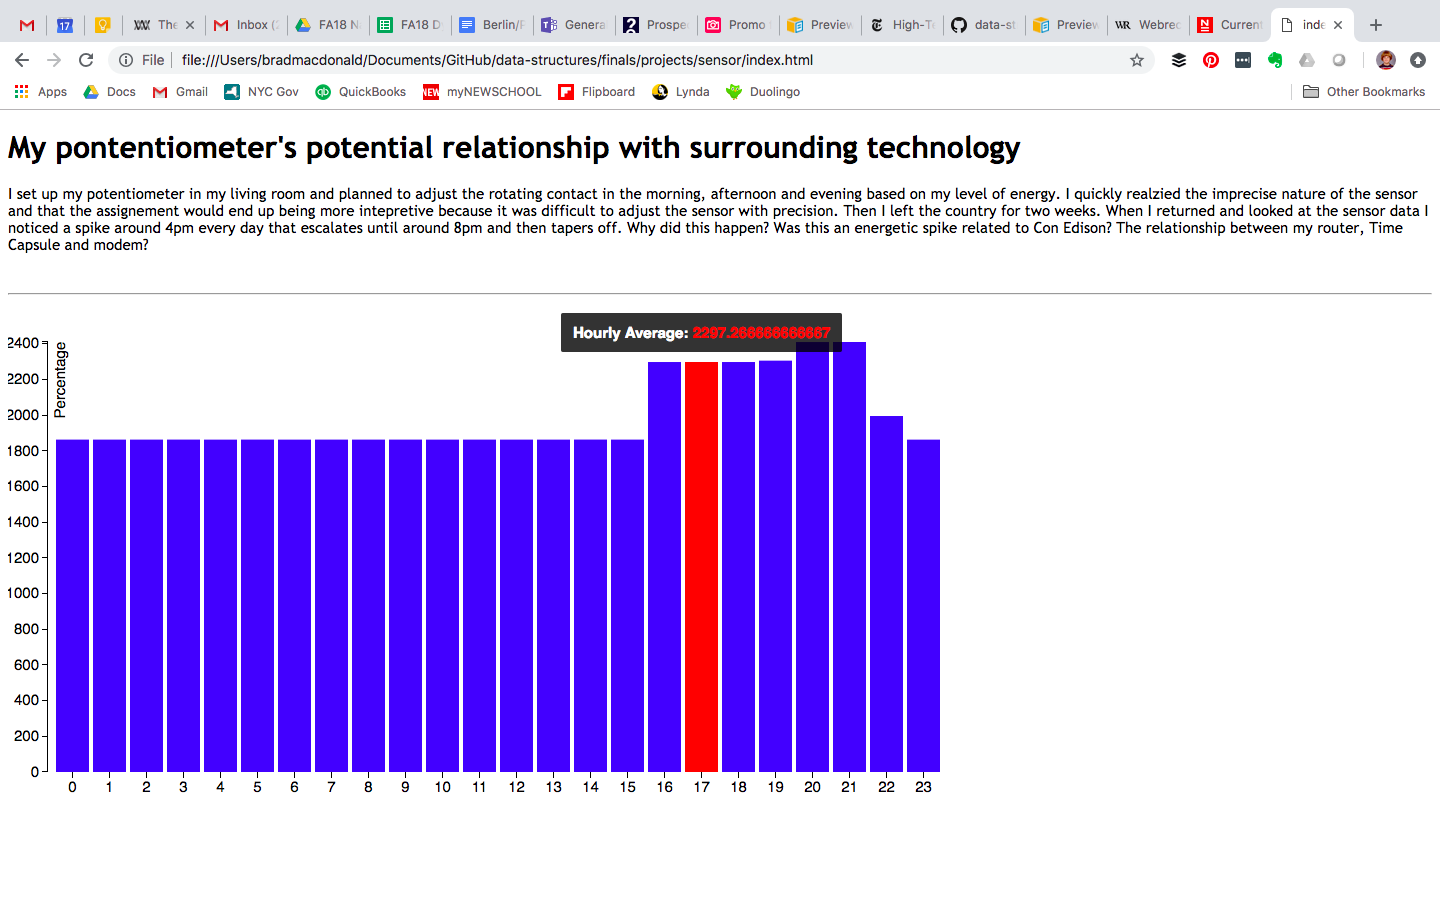 17 The FA18 N FA18 D Berlin/F Genera Prospe Promo Preview High-T data-st Preview WR Webrec Current inde
Inbox (
File file:///Users/bradmacdonald/Documents/GitHub/data-structures/finals/projects/sensor/index.html
Apps Docs Gmail NYC Gov QuickBooks NEW myNEWSCHOOL Flipboard Lynda Duolingo Other Bookmarks
My pontentiometer's potential relationship with surrounding technology
I set up my potentiometer in my living room and planned to adjust the rotating contact in the morning, afternoon and evening based on my level of energy. I quickly realzied the imprecise nature of the sensor
and that the assignement would end up being more intepretive because it was difficult to adjust the sensor with precision. Then I left the country for two weeks. When I returned and looked at the sensor data I
noticed a spike around 4pm every day that escalates until around 8pm and then tapers off. Why did this happen? Was this an energetic spike related to Con Edison? The relationship between my router, Time
Capsule and modem?
Hourly Average:
2400
Percentage
2200
2000
1800
1600
1400
1200
1000
800
600
400
200
0
0 1 2 3 4 5 6 7 8 9 10 11 12 13 14 15 16 17 18 19 20 21 22 23